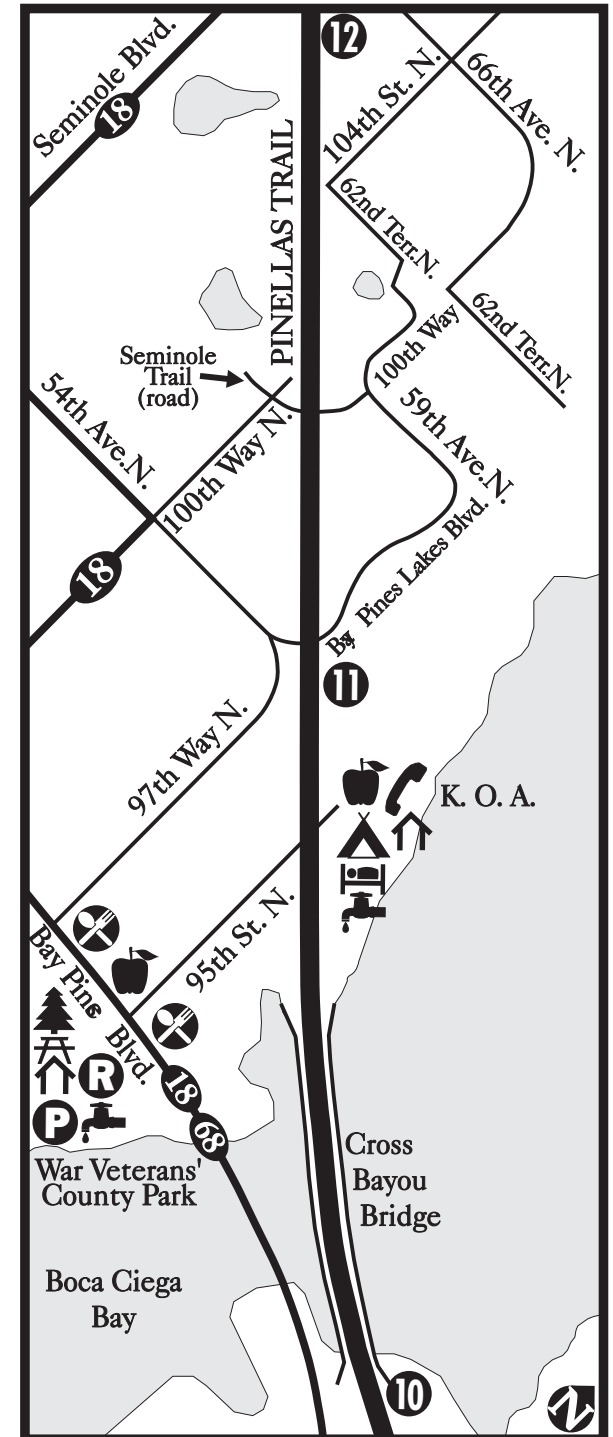 12
Seminole Blvd.
18
104th St. N.
66th Ave. N.
PINELLAS TRAIL
62nd Terr.N.
62nd Terr.N.
100th Way
Seminole
Trail
(road)
54th Ave.N.
100th Way N.
59th Ave. N.
18
Pines Lakes Blvd.
11
97th Way N.
K. O. A.
95th St. N.
Bay Pines
Blvd.
R
P
18
68
War Veterans'
County Park
Cross
Bayou
Bridge
Boca Ciega
Bay
10
N